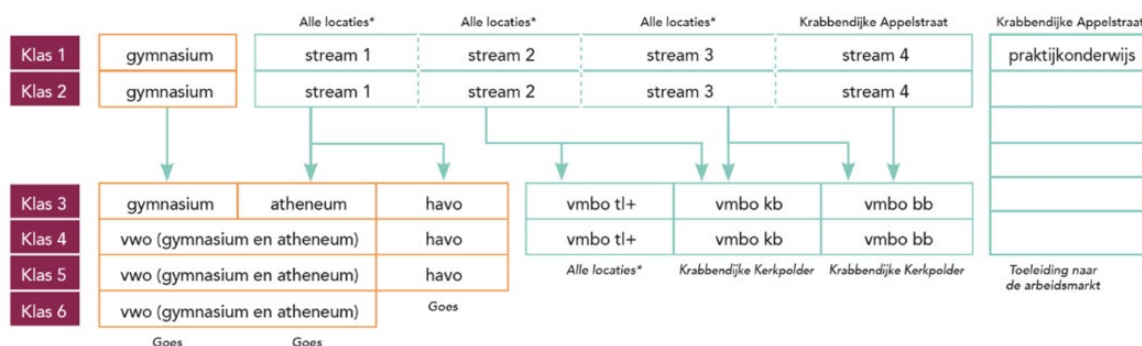 Alle locaties* Alle locaties* Alle locaties* Krabbendijke Appelstraat Krabbendijke Appelstraat
Klas 1 gymnasium stream 1 stream 2 stream 3 stream 4 praktijkonderwijs
Klas 2 gymnasium stream 1 stream 2 stream 3 stream 4
Klas 3 gymnasium atheneum havo vmbo tl+ vmbo kb vmbo bb
Klas 4 vwo (gymnasium en atheneum) havo vmbo tl+ vmbo kb vmbo bb
Klas 5 vwo (gymnasium en atheneum) havo Alle locaties* Krabbendijke Kerkpolder Krabbendijke Kerkpolder Toeleiding naar
de arbeidsmarkt
Klas 6 vwo (gymnasium en atheneum) Goes
Goes Goes